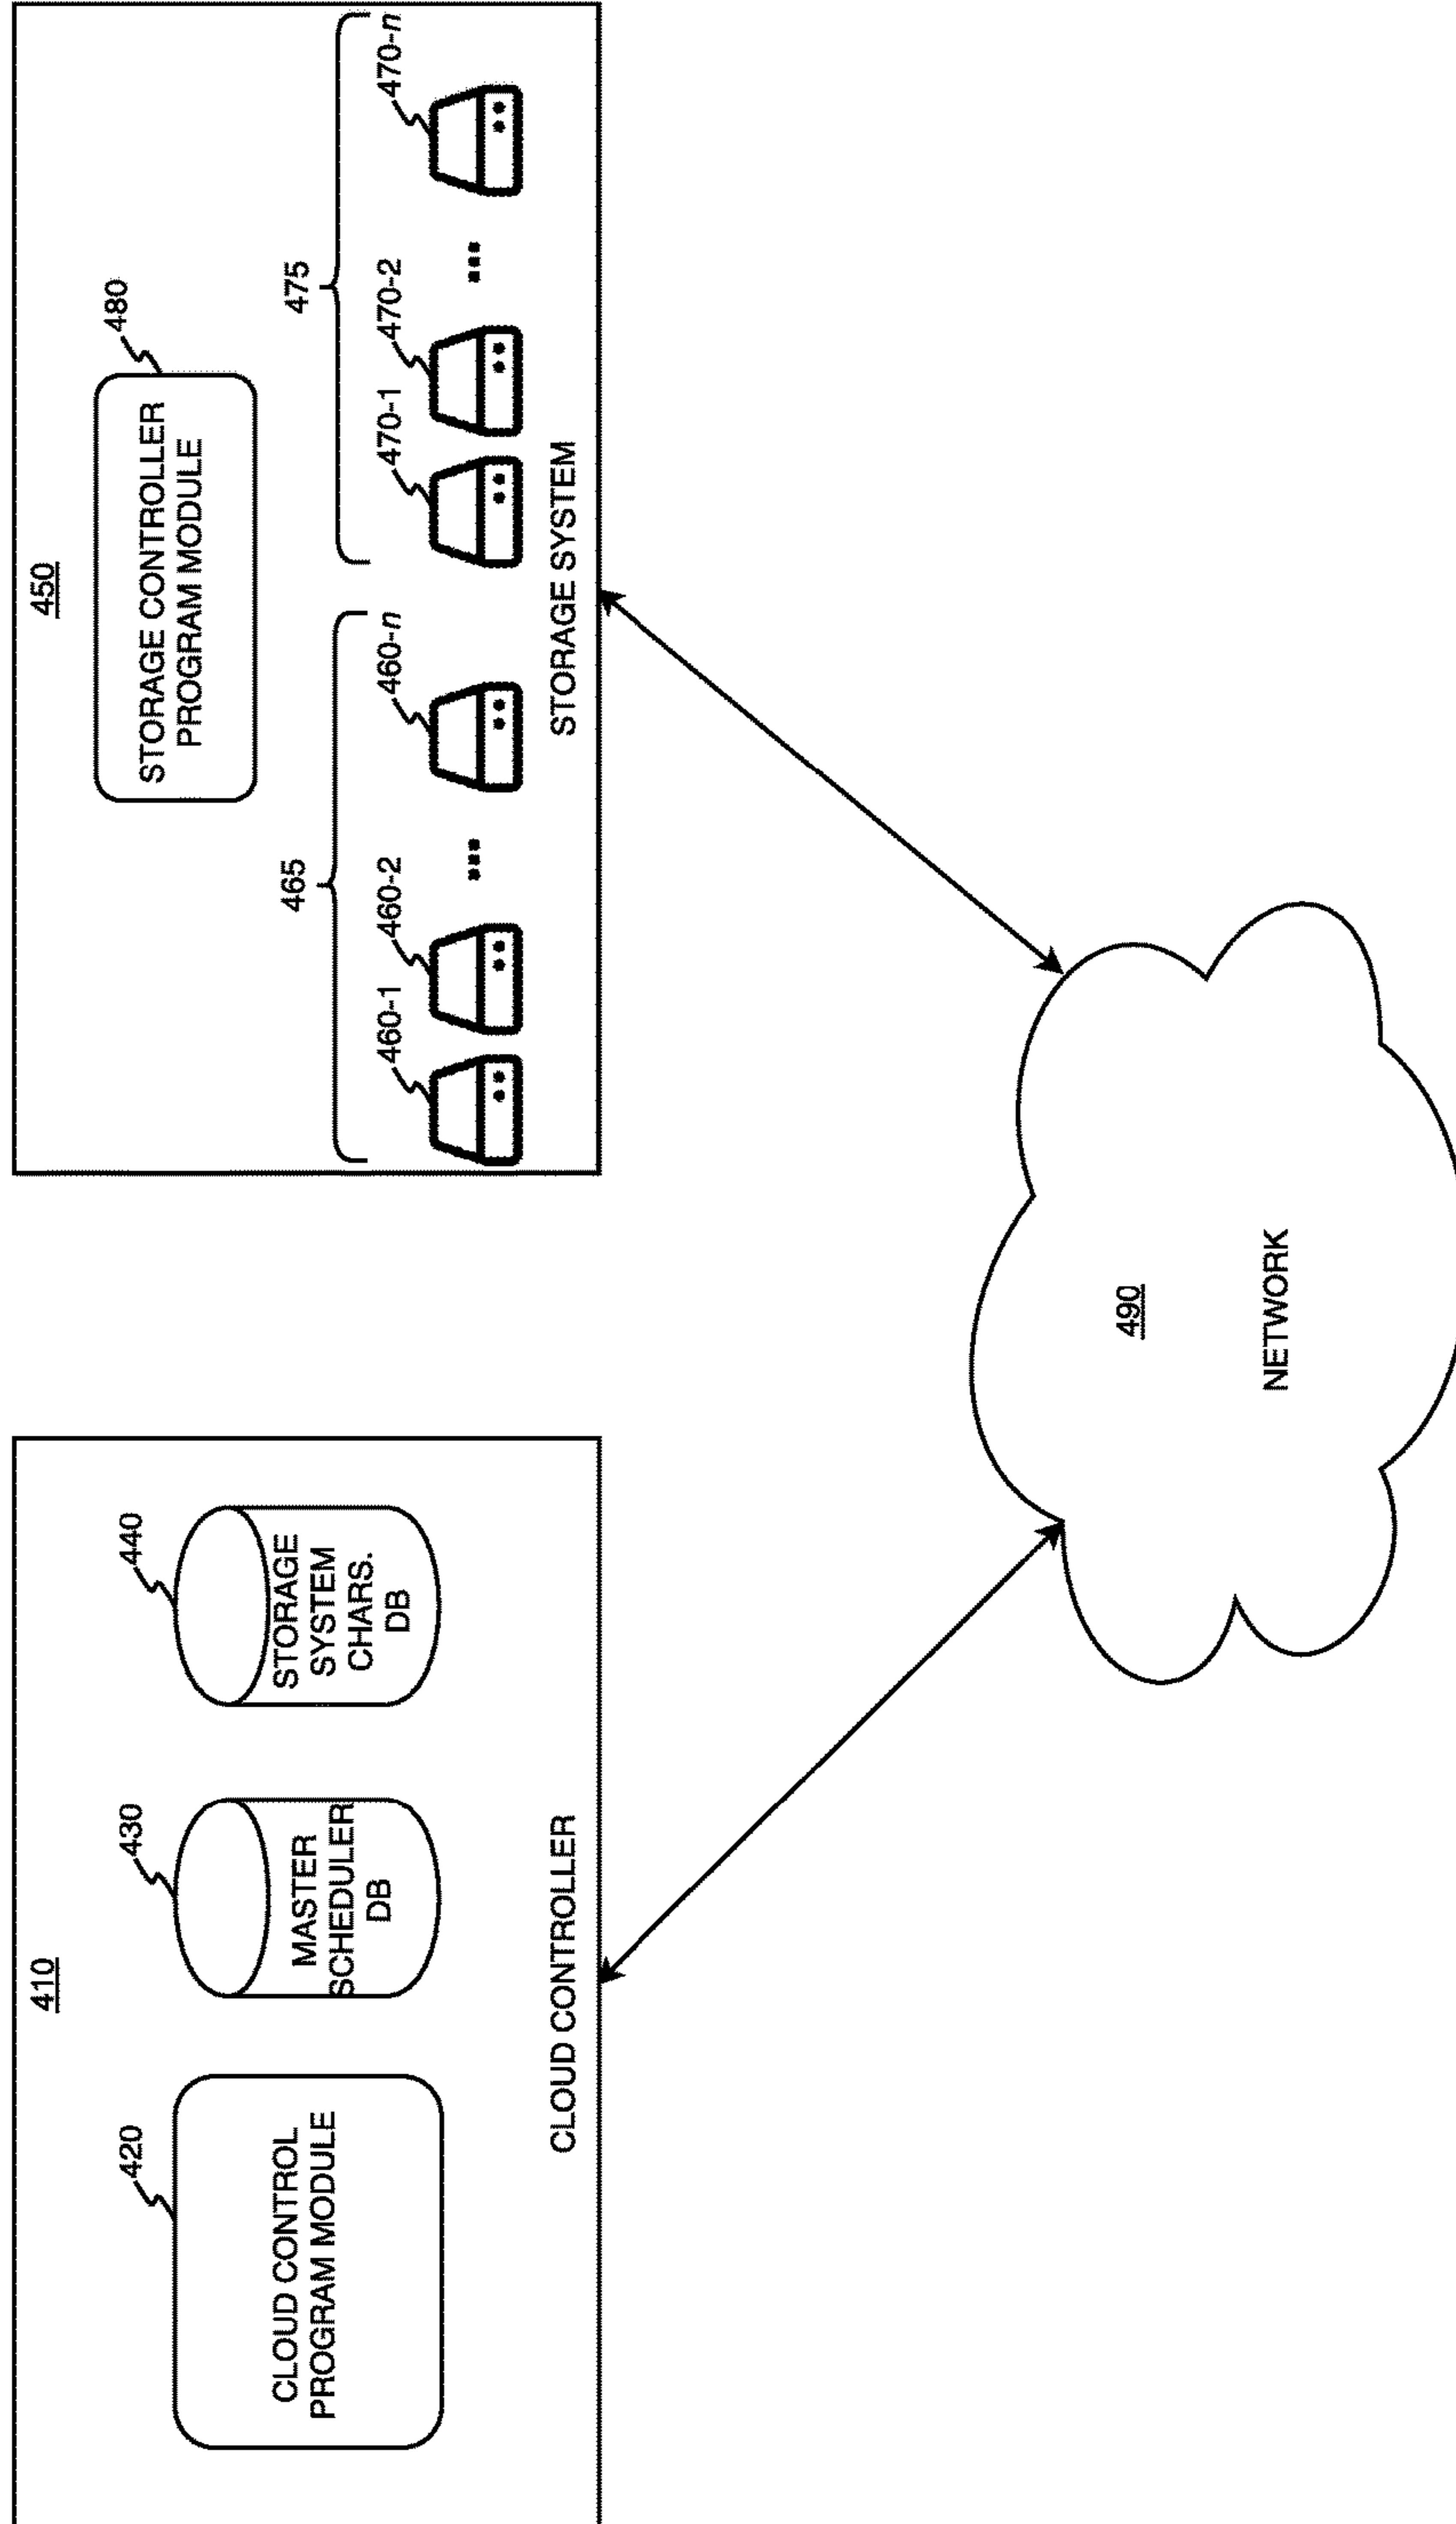 410
420
CLOUD CONTROL
PROGRAM MODULE
430
MASTER
SCHEDULER
DB
440
STORAGE
SYSTEM
CHARS.
DB
CLOUD CONTROLLER
450
480
STORAGE CONTROLLER
PROGRAM MODULE
465
475
460-1
460-2
460-n
470-1
470-2
470-n
STORAGE SYSTEM
490
NETWORK